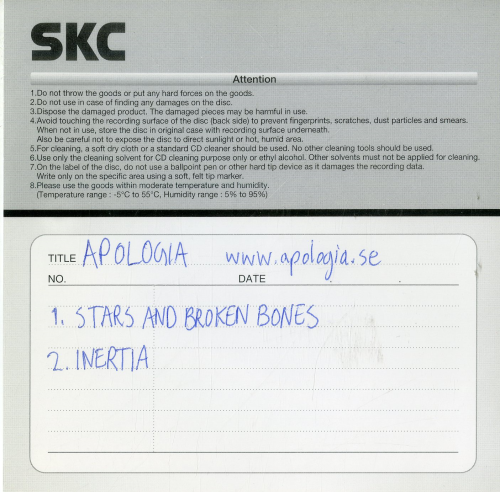 SKC
Attention
1.Do not throw the goods or put any hard forces on the goods.
2.Do not use in case of finding any damages on the disc.
3.Dispose the damaged product. The damaged pieces may be harmful in use.
4.Avoid touching the recording surface of the disc (back side) to prevent fingerprints, scratches, dust particles and smears.
When not in use, store the disc in original case with recording surface underneath.
Also be careful not to expose the disc to direct sunlight or hot, humid area.
5.For cleaning, a soft dry cloth or a standard CD cleaner should be used. No other cleaning tools should be used.
6.Use only the cleaning solvent for CD cleaning purpose only or ethyl alcohol. Other solvents must not be applied for cleaning.
7.On the label of the disc, do not use a ballpoint pen or other hard tip device as it damages the recording data.
Write only on the specific area using a soft, felt tip marker.
8.Please use the goods within moderate temperature and humidity.
(Temperature range : -5°C to 55°C, Humidity range : 5% to 95%)
TITLE APOLOGIA www.apologia.se
NO. DATE
1. STARS AND BROKEN BONES
2. INERTIA